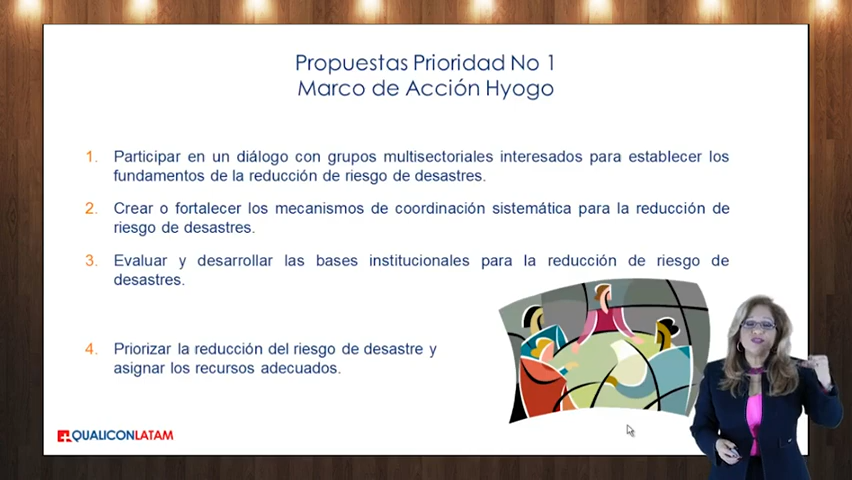 Propuestas Prioridad No 1
Marco de Acción Hyogo
1. Participar en un diálogo con grupos multisectoriales interesados para establecer los
fundamentos de la reducción de riesgo de desastres.
2. Crear o fortalecer los mecanismos de coordinación sistemática para la reducción de
riesgo de desastres.
3. Evaluar y desarrollar las bases institucionales para la reducción de riesgo de
desastres.
4. Priorizar la reducción del riesgo de desastre y
asignar los recursos adecuados.
QUALICONLATAM